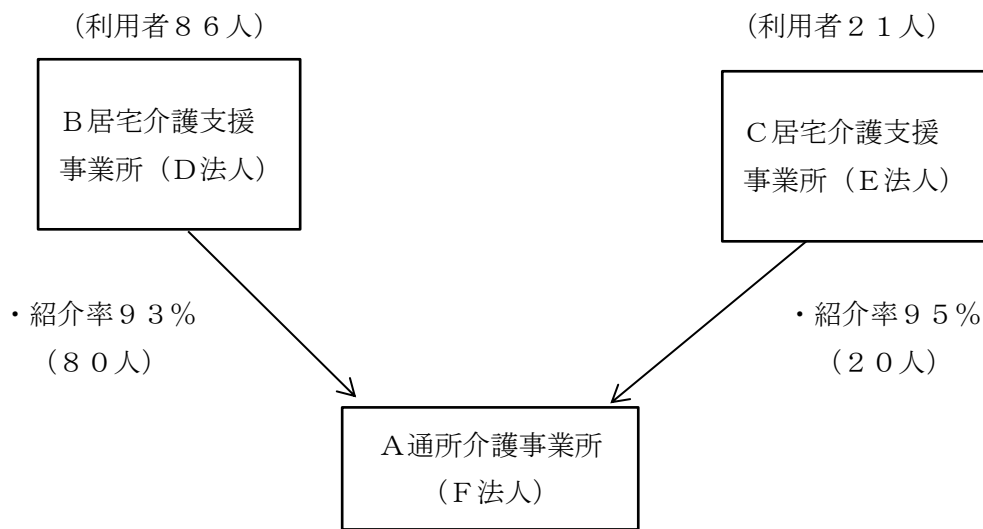 （利用者８６人）
（利用者２１人）
Ｂ居宅介護支援
事業所（Ｄ法人）
Ｃ居宅介護支援
事業所（Ｅ法人）
・紹介率９３％
（８０人）
・紹介率９５％
（２０人）
Ａ通所介護事業所
（Ｆ法人）